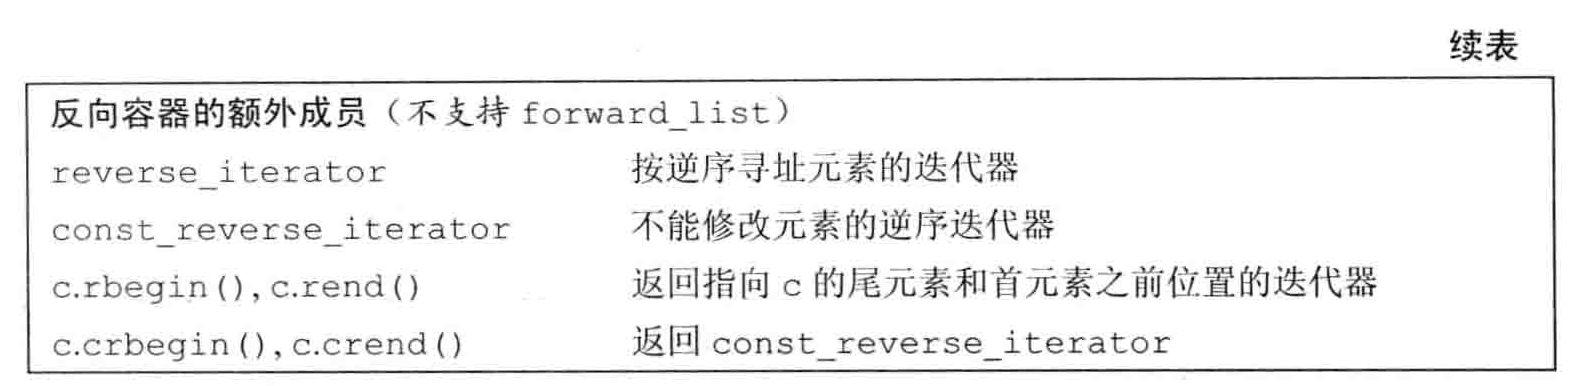 续表
反向容器的额外成员（不支持 forward_list）
reverse_iterator 按逆序寻址元素的迭代器
const_reverse_iterator 不能修改元素的逆序迭代器
c.rbegin(),c.rend() 返回指向 c 的尾元素和首元素之前位置的迭代器
c.crbegin(),c.crend() 返回 const_reverse_iterator